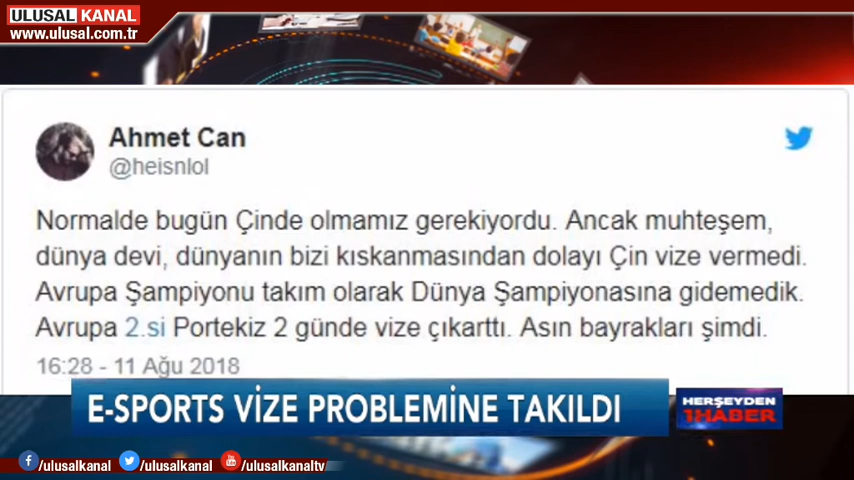 ULUSAL KANAL
www.ulusal.com.tr
Ahmet Can
@heisnlol
Normalde bugün Çinde olmamız gerekiyordu. Ancak muhteşem,
dünya devi, dünyanın bizi kıskanmasından dolayı Çin vize vermedi.
Avrupa Şampiyonu takım olarak Dünya Şampiyonasına gidemedik.
Avrupa 2.si Portekiz 2 günde vize çıkarttı. Asın bayrakları şimdi.
16:28 - 11 Ağu 2018
E-SPORTS VİZE PROBLEMİNE TAKILDI
HERŞEYDEN
1 HABER
/ulusalkanal /ulusalkanal /ulusalkanaltv